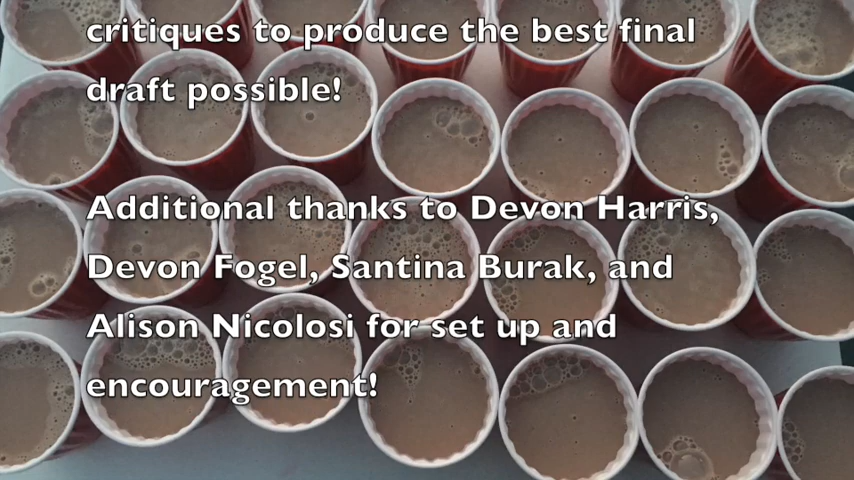 critiques to produce the best final
draft possible!
Additional thanks to Devon Harris,
Devon Fogel, Santina Burak, and
Alison Nicolosi for set up and
encouragement!